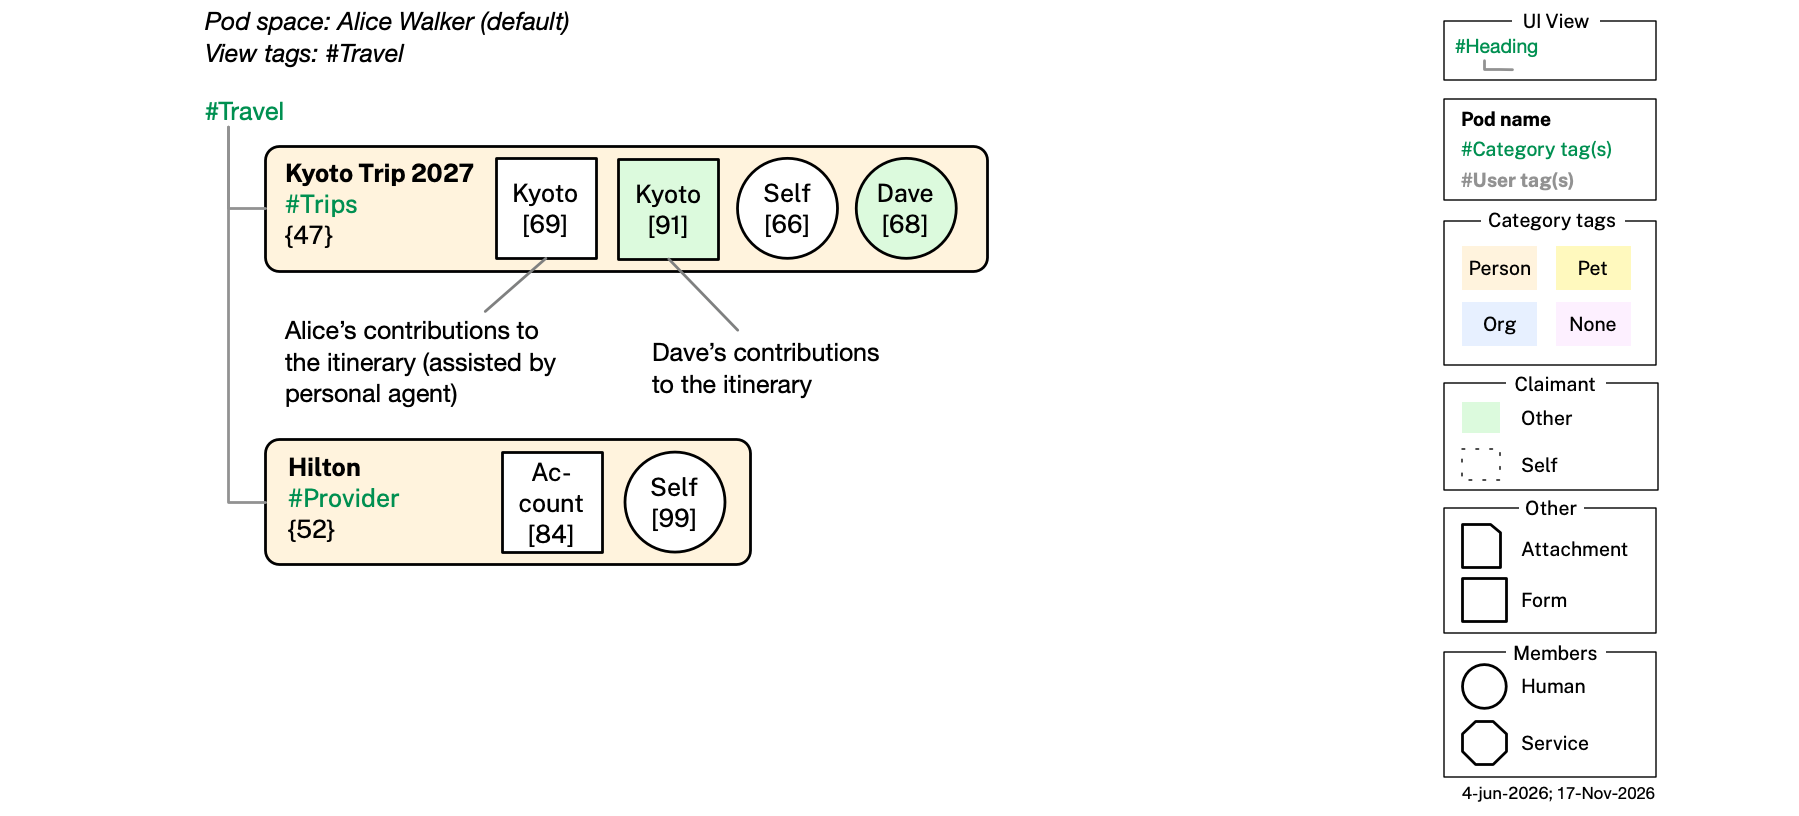 Pod space: Alice Walker (default)
View tags: #Travel
#Travel
Kyoto Trip 2027
#Trips
{47}
Kyoto
[69]
Kyoto
[91]
Self
[66]
Dave
[68]
Alice’s contributions to
the itinerary (assisted by
personal agent)
Dave’s contributions
to the itinerary
Hilton
#Provider
{52}
Ac-
count
[84]
Self
[99]
UI View
#Heading
Pod name
#Category tag(s)
#User tag(s)
Category tags
Person
Pet
Org
None
Claimant
Other
Self
Other
Attachment
Form
Members
Human
Service
4-jun-2026; 17-Nov-2026